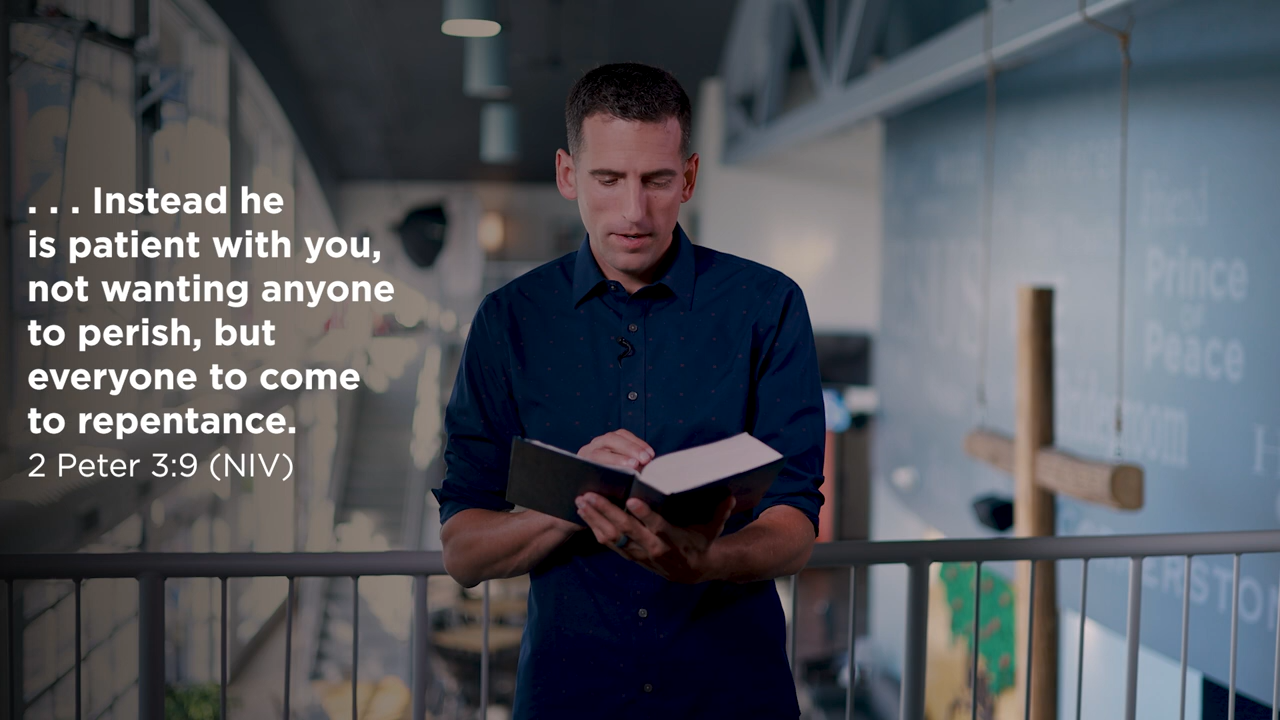 . . . Instead he
is patient with you,
not wanting anyone
to perish, but
everyone to come
to repentance.
2 Peter 3:9 (NIV)
Prince
OF
Peace